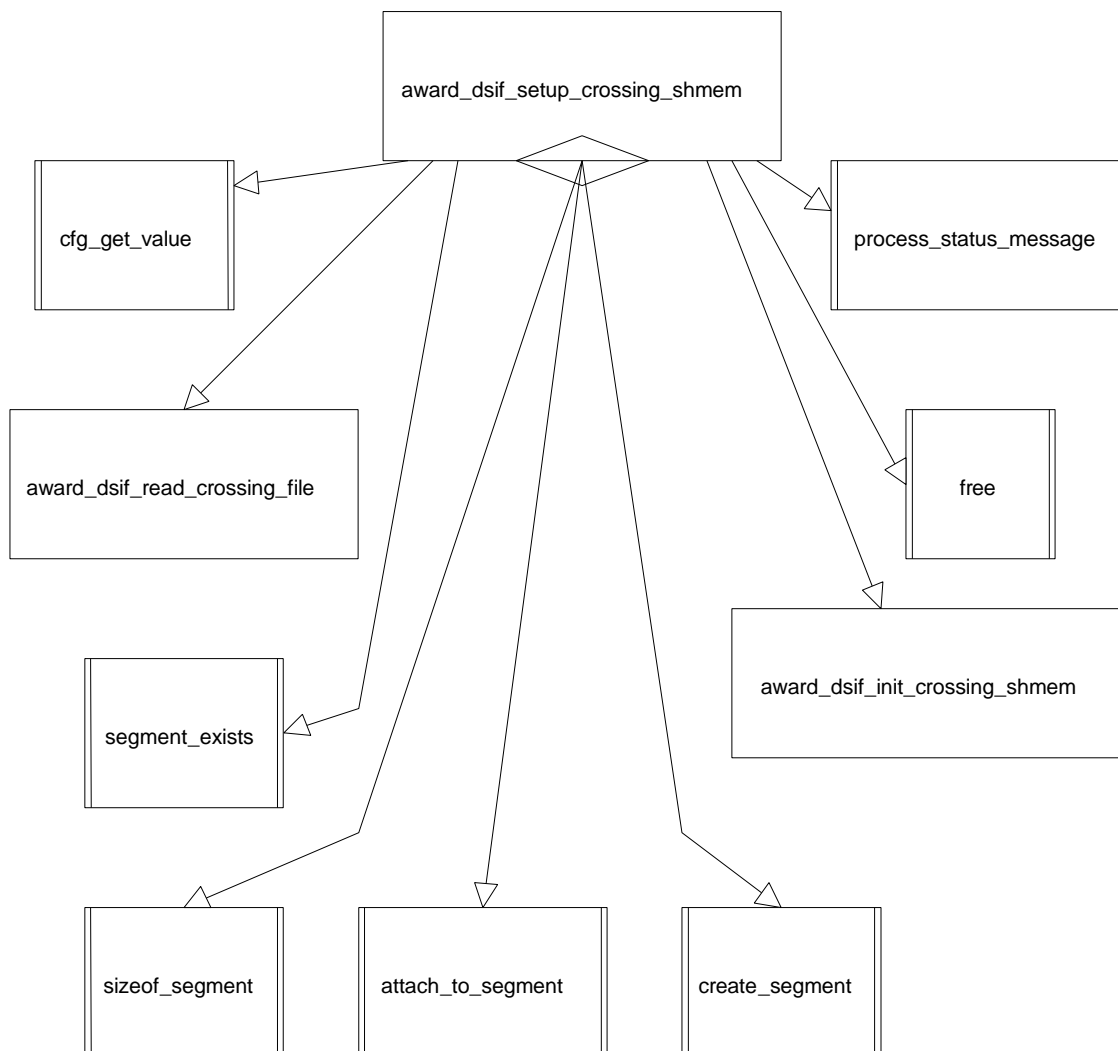 award_dsif_setup_crossing_shmem
cfg_get_value
process_status_message
award_dsif_read_crossing_file
free
award_dsif_init_crossing_shmem
segment_exists
sizeof_segment
attach_to_segment
create_segment